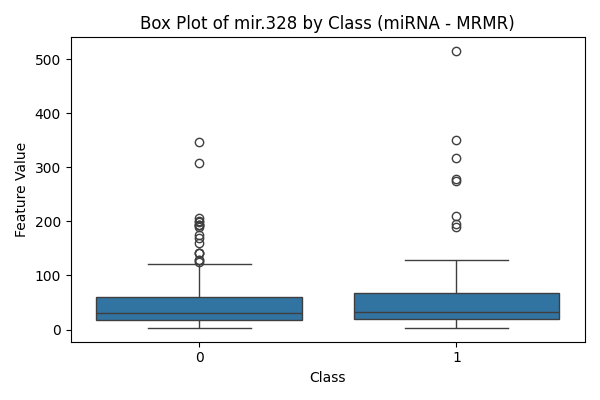 Box Plot of mir.328 by Class (miRNA - MRMR)
500
400
300
200
100
0
Feature Value
0 1
Class